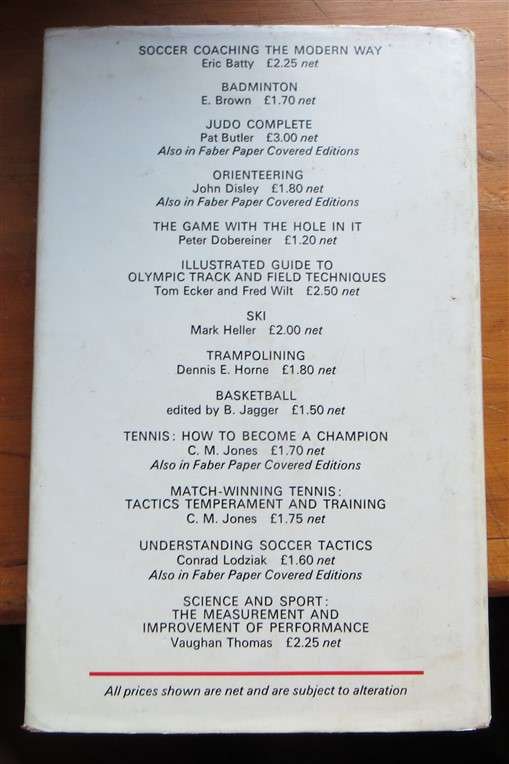 SOCCER COACHING THE MODERN WAY
Eric Batty £2.25 net
BADMINTON
E. Brown £1.70 net
JUDO COMPLETE
Pat Butler £3.00 net
Also in Faber Paper Covered Editions
ORIENTEERING
John Disley £1.80 net
Also in Faber Paper Covered Editions
THE GAME WITH THE HOLE IN IT
Peter Dobereiner £1.20 net
ILLUSTRATED GUIDE TO
OLYMPIC TRACK AND FIELD TECHNIQUES
Tom Ecker and Fred Wilt £2.50 net
SKI
Mark Heller £2.00 net
TRAMPOLINING
Dennis E. Horne £1.80 net
BASKETBALL
edited by B. Jagger £1.50 net
TENNIS: HOW TO BECOME A CHAMPION
C. M. Jones £1.70 net
Also in Faber Paper Covered Editions
MATCH-WINNING TENNIS:
TACTICS TEMPERAMENT AND TRAINING
C. M. Jones £1.75 net
UNDERSTANDING SOCCER TACTICS
Conrad Lodziak £1.60 net
Also in Faber Paper Covered Editions
SCIENCE AND SPORT:
THE MEASUREMENT AND
IMPROVEMENT OF PERFORMANCE
Vaughan Thomas £2.25 net
All prices shown are net and are subject to alteration